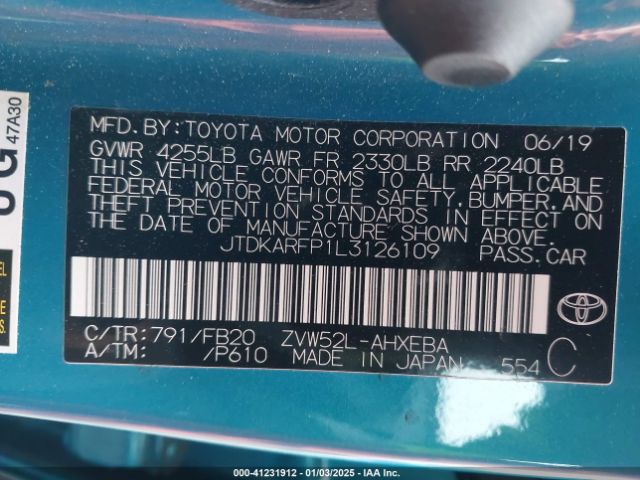 MFD. BY: TOYOTA MOTOR CORPORATION 06/19
GVWR 4255LB GAWR FR 2330LB RR 2240LB
THIS VEHICLE CONFORMS TO ALL APPLICABLE
FEDERAL MOTOR VEHICLE SAFETY, BUMPER, AND
THEFT PREVENTION STANDARDS IN EFFECT ON
THE DATE OF MANUFACTURE SHOWN ABOVE.
JTDKARFP1L3126109 PASS.CAR
C/TR: 791/FB20 ZVW52L-AHXEBA
A/TM: /P610 MADE IN JAPAN 554 C
47A30
000-41231912 - 01/03/2025 - IAA Inc.